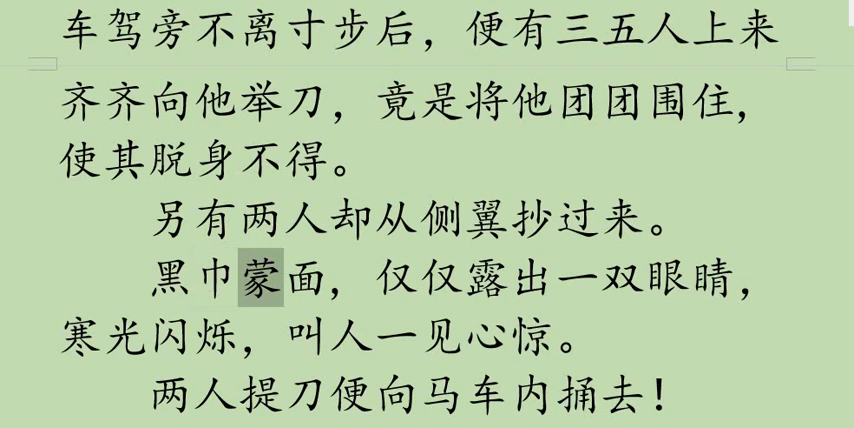 车驾旁不离寸步后，便有三五人上来
齐齐向他举刀，竟是将他团团围住，
使其脱身不得。
另有两人却从侧翼抄过来。
黑巾蒙面，仅仅露出一双眼睛，
寒光闪烁，叫人一见心惊。
两人提刀便向马车内捅去！